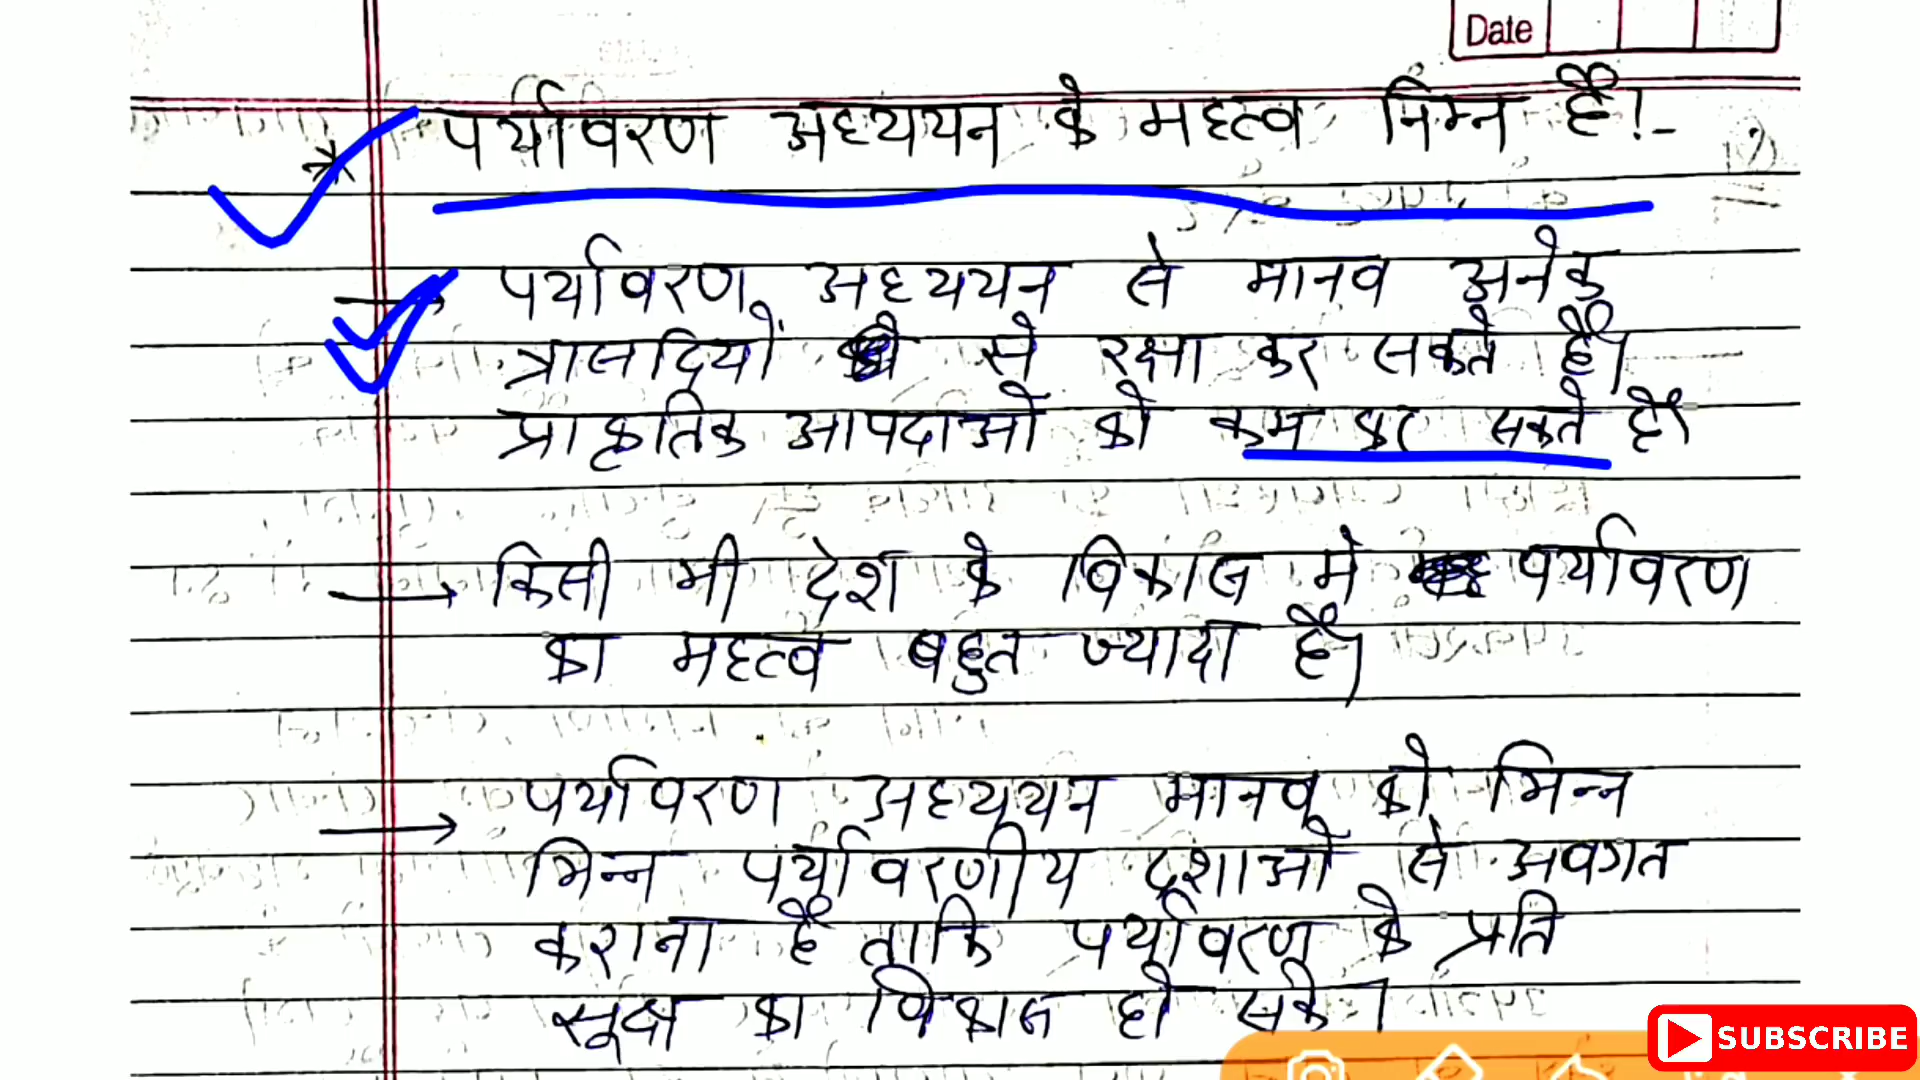 Date
* पर्यावरण अध्ययन के महत्व निम्न है।-
→ पर्यावरण अध्ययन से मानव अनेक
त्रासदियों से रक्षा कर सकते हैं।
प्राकृतिक आपदाओं को कम कर सकते हैं।
→ किसी भी देश के विकास में पर्यावरण
का महत्व बहुत ज्यादा है।
→ पर्यावरण अध्ययन मानव को भिन्न
भिन्न पर्यावरणीय दशाओं से अवगत
कराना है ताकि पर्यावरण के प्रति
सूक्ष का विकास हो सके।
SUBSCRIBE